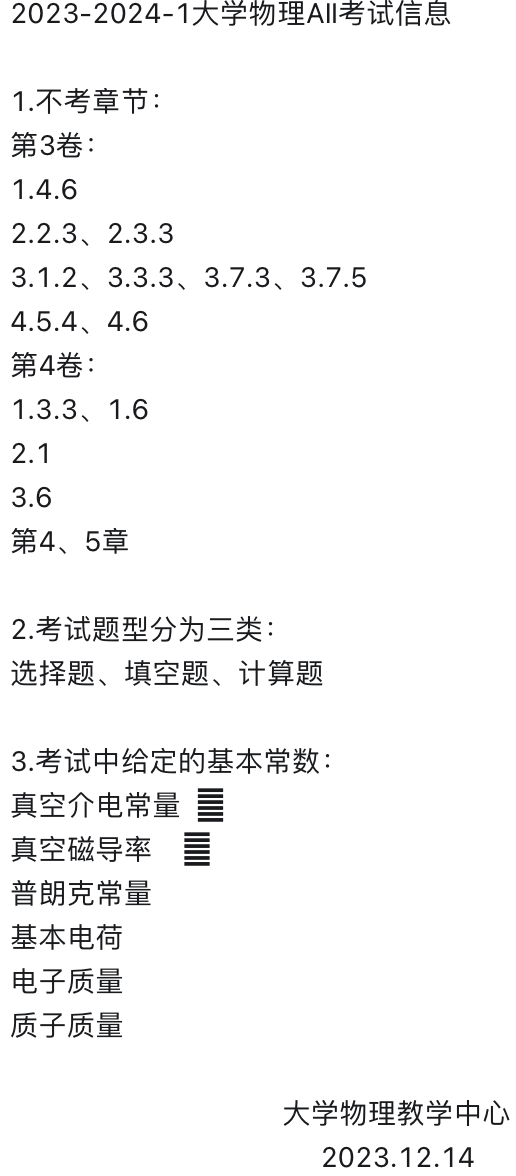 2023-2024-1大学物理AII考试信息
1.不考章节：
第3卷：
1.4.6
2.2.3、2.3.3
3.1.2、3.3.3、3.7.3、3.7.5
4.5.4、4.6
第4卷：
1.3.3、1.6
2.1
3.6
第4、5章
2.考试题型分为三类：
选择题、填空题、计算题
3.考试中给定的基本常数：
真空介电常量
真空磁导率
普朗克常量
基本电荷
电子质量
质子质量
大学物理教学中心
2023.12.14